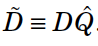 D̃ ≡ DQ̂.